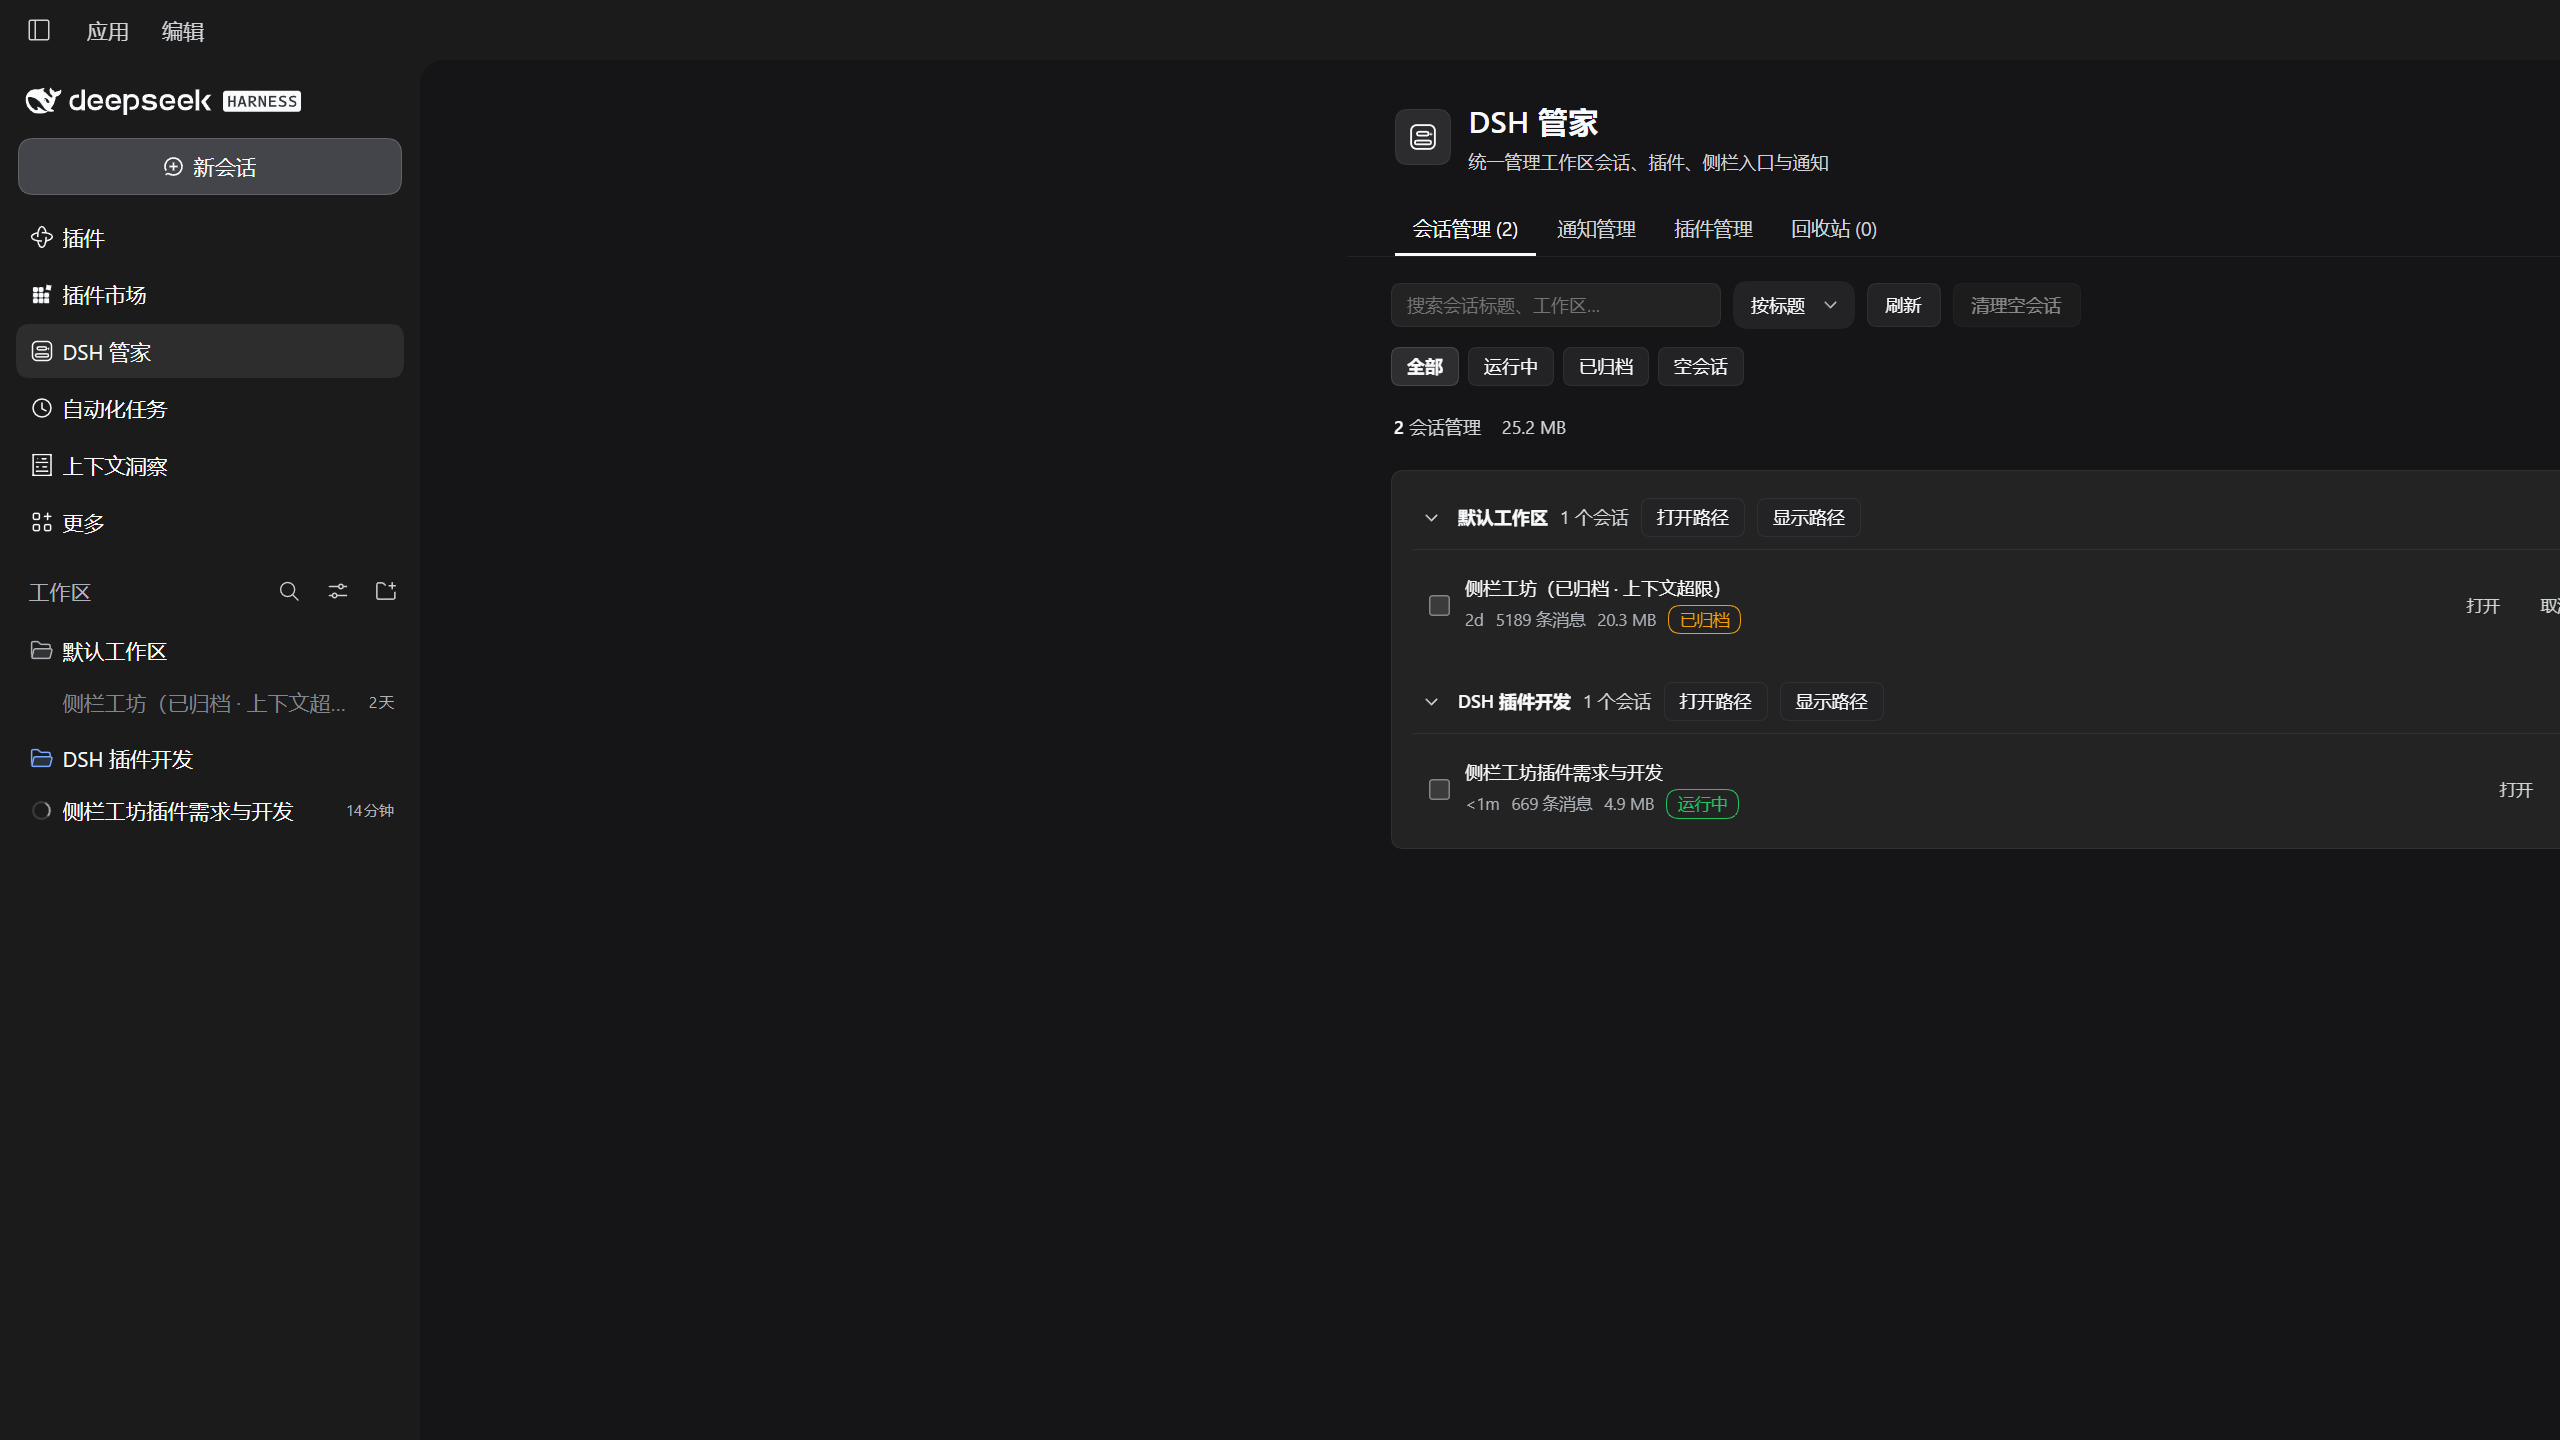 应用 编辑
deepseek HARNESS
新会话
插件
插件市场
DSH 管家
自动化任务
上下文洞察
更多
工作区
默认工作区
侧栏工坊（已归档 · 上下文超... 2天
DSH 插件开发
侧栏工坊插件需求与开发 14分钟
DSH 管家
统一管理工作区会话、插件、侧栏入口与通知
会话管理 (2) 通知管理 插件管理 回收站 (0)
搜索会话标题、工作区... 按标题 刷新 清理空会话
全部 运行中 已归档 空会话
2 会话管理 25.2 MB
默认工作区 1 个会话 打开路径 显示路径
侧栏工坊（已归档 · 上下文超限）
2d 5189 条消息 20.3 MB 已归档
打开 取
DSH 插件开发 1 个会话 打开路径 显示路径
侧栏工坊插件需求与开发
<1m 669 条消息 4.9 MB 运行中
打开